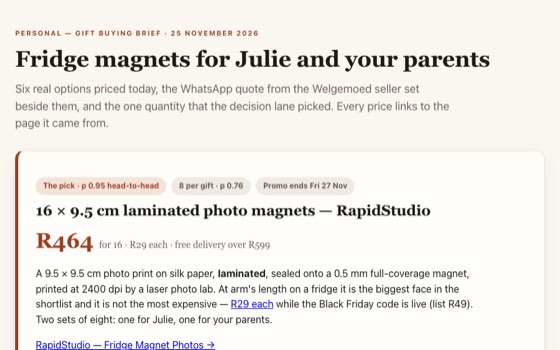 PERSONAL — GIFT BUYING BRIEF · 25 NOVEMBER 2026
Fridge magnets for Julie and your parents
Six real options priced today, the WhatsApp quote from the Welgemoed seller set
beside them, and the one quantity that the decision lane picked. Every price links to the
page it came from.
The pick · p 0.95 head-to-head
8 per gift · p 0.76
Promo ends Fri 27 Nov
16 × 9.5 cm laminated photo magnets — RapidStudio
R464 for 16 · R29 each · free delivery over R599
A 9.5 × 9.5 cm photo print on silk paper, laminated, sealed onto a 0.5 mm full-coverage magnet,
printed at 2400 dpi by a laser photo lab. At arm's length on a fridge it is the biggest face in the
shortlist and it is not the most expensive — R29 each while the Black Friday code is live (list R49).
Two sets of eight: one for Julie, one for your parents.
RapidStudio — Fridge Magnet Photos →